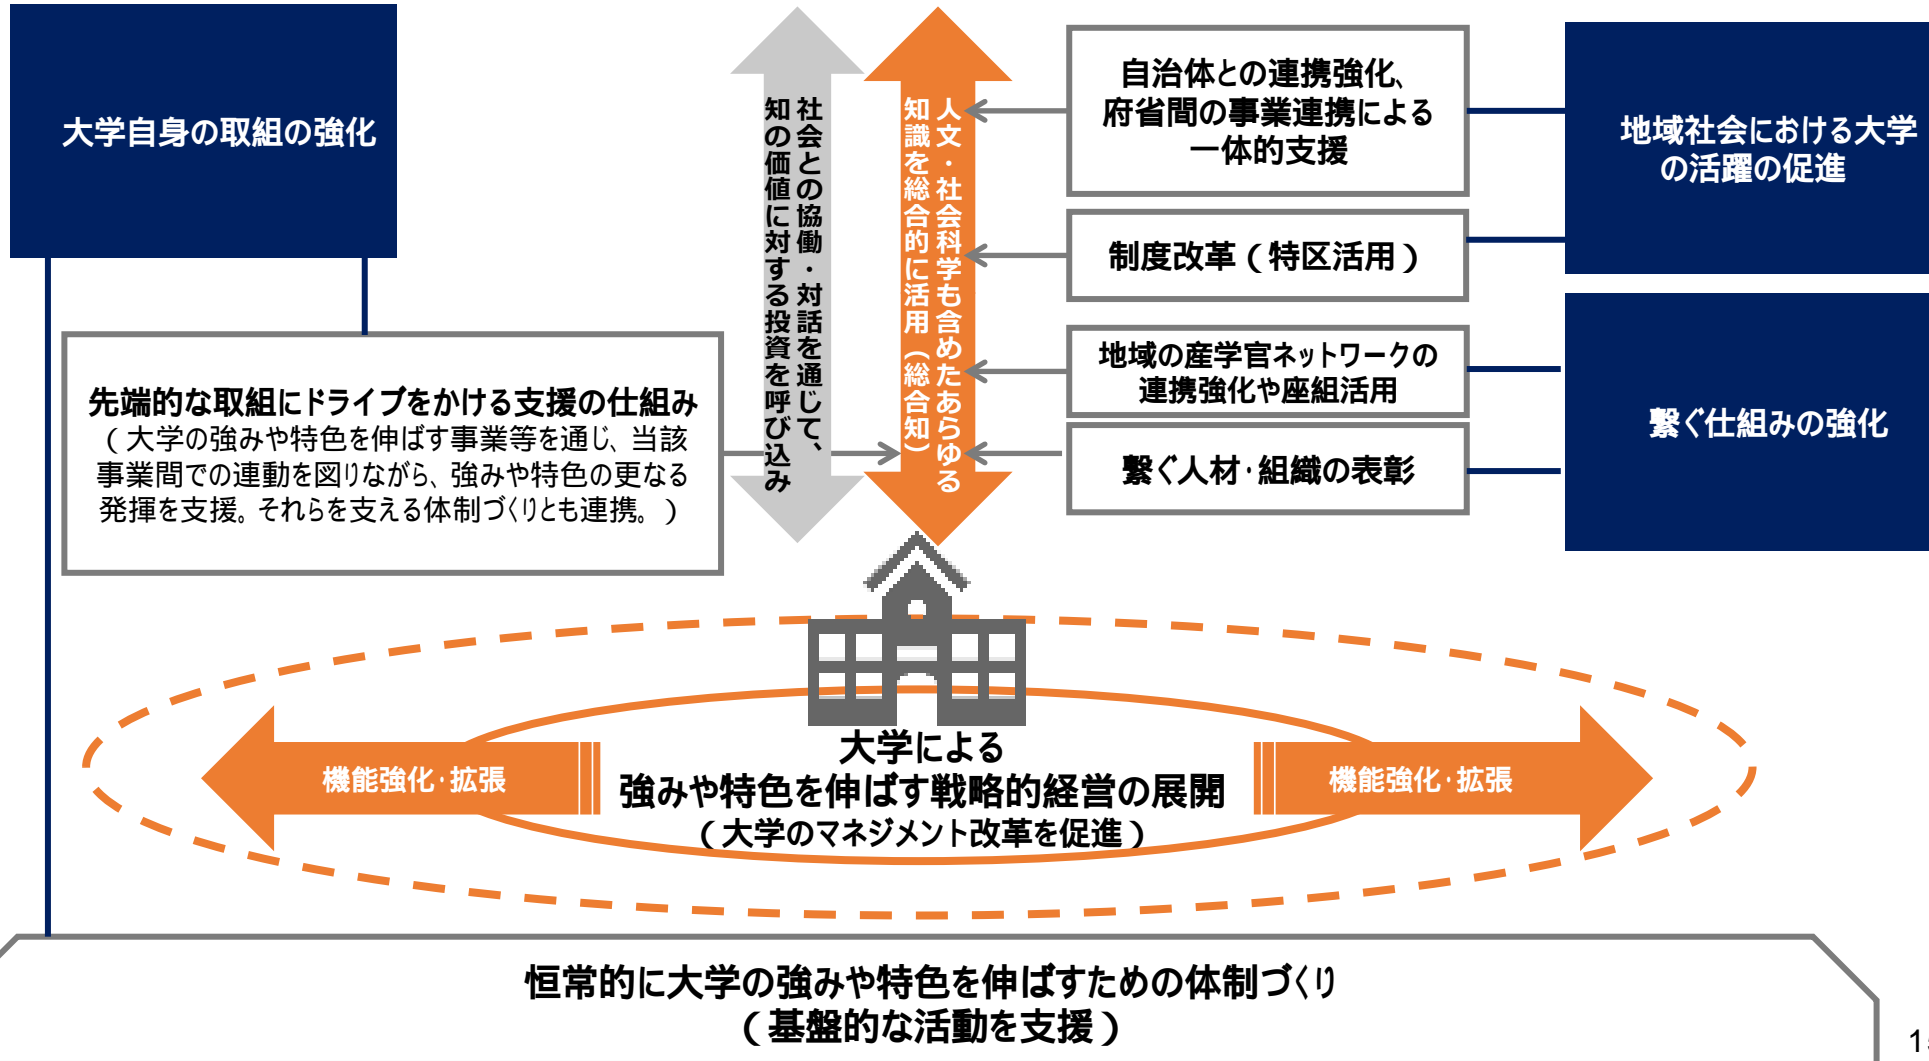 大学自身の取組の強化
先端的な取組にドライブをかける支援の仕組み
（大学の強みや特色を伸ばす事業等を通じ、当該
事業間での連動を図りながら、強みや特色の更なる
発揮を支援。それらを支える体制づくりとも連携。）
社会との協働・対話を通じて、
知の価値に対する投資を呼び込み
人文・社会科学も含めたあらゆる
知識を総合的に活用（総合知）
自治体との連携強化、
府省間の事業連携による
一体的支援
制度改革（特区活用）
地域の産学官ネットワークの
連携強化や座組活用
繋ぐ人材・組織の表彰
地域社会における大学
の活躍の促進
繋ぐ仕組みの強化
機能強化・拡張
大学による
強みや特色を伸ばす戦略的経営の展開
（大学のマネジメント改革を促進）
機能強化・拡張
恒常的に大学の強みや特色を伸ばすための体制づくり
（基盤的な活動を支援）